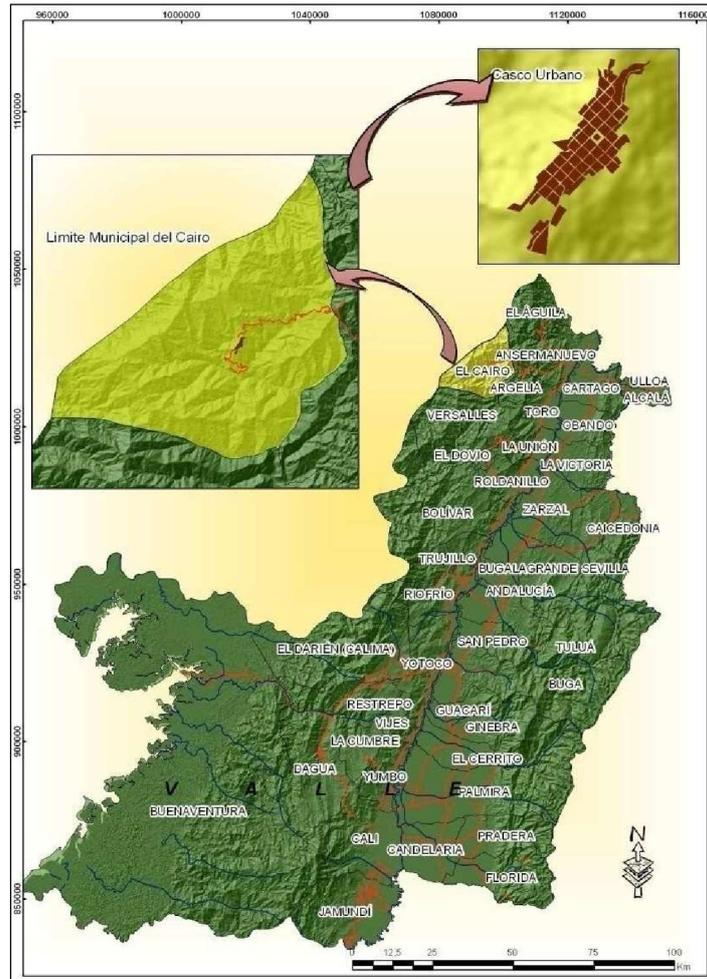 960000 1000000 1040000 1080000 1120000 116000
1100000
1050000
1000000
950000
900000
850000
Casco Urbano
Limite Municipal del Cairo
EL ÁGUILA
ANSERMANUEVO
EL CAIRO
ARGELIA
CARTAGO
ULLOA
ALCALÁ
VERSALLES
TORO
OBANDO
EL DOVIO
LA UNIÓN
LA VICTORIA
ROLDANILLO
BOLÍVAR
ZARZAL
CAICEDONIA
TRUJILLO
BUGALAGRANDE
SEVILLA
RIOFRÍO
ANDALUCÍA
EL DARIÉN (CALIMA)
SAN PEDRO
TULUÁ
YOTOCO
BUGA
RESTREPO
GUACARÍ
VIJES
GINEBRA
LA CUMBRE
EL CERRITO
DAGUA
YUMBO
V A L L E
PALMIRA
BUENAVENTURA
CALI
CANDELARIA
PRADERA
FLORIDA
JAMUNDÍ
N
0 12,5 25 50 75 100
Km